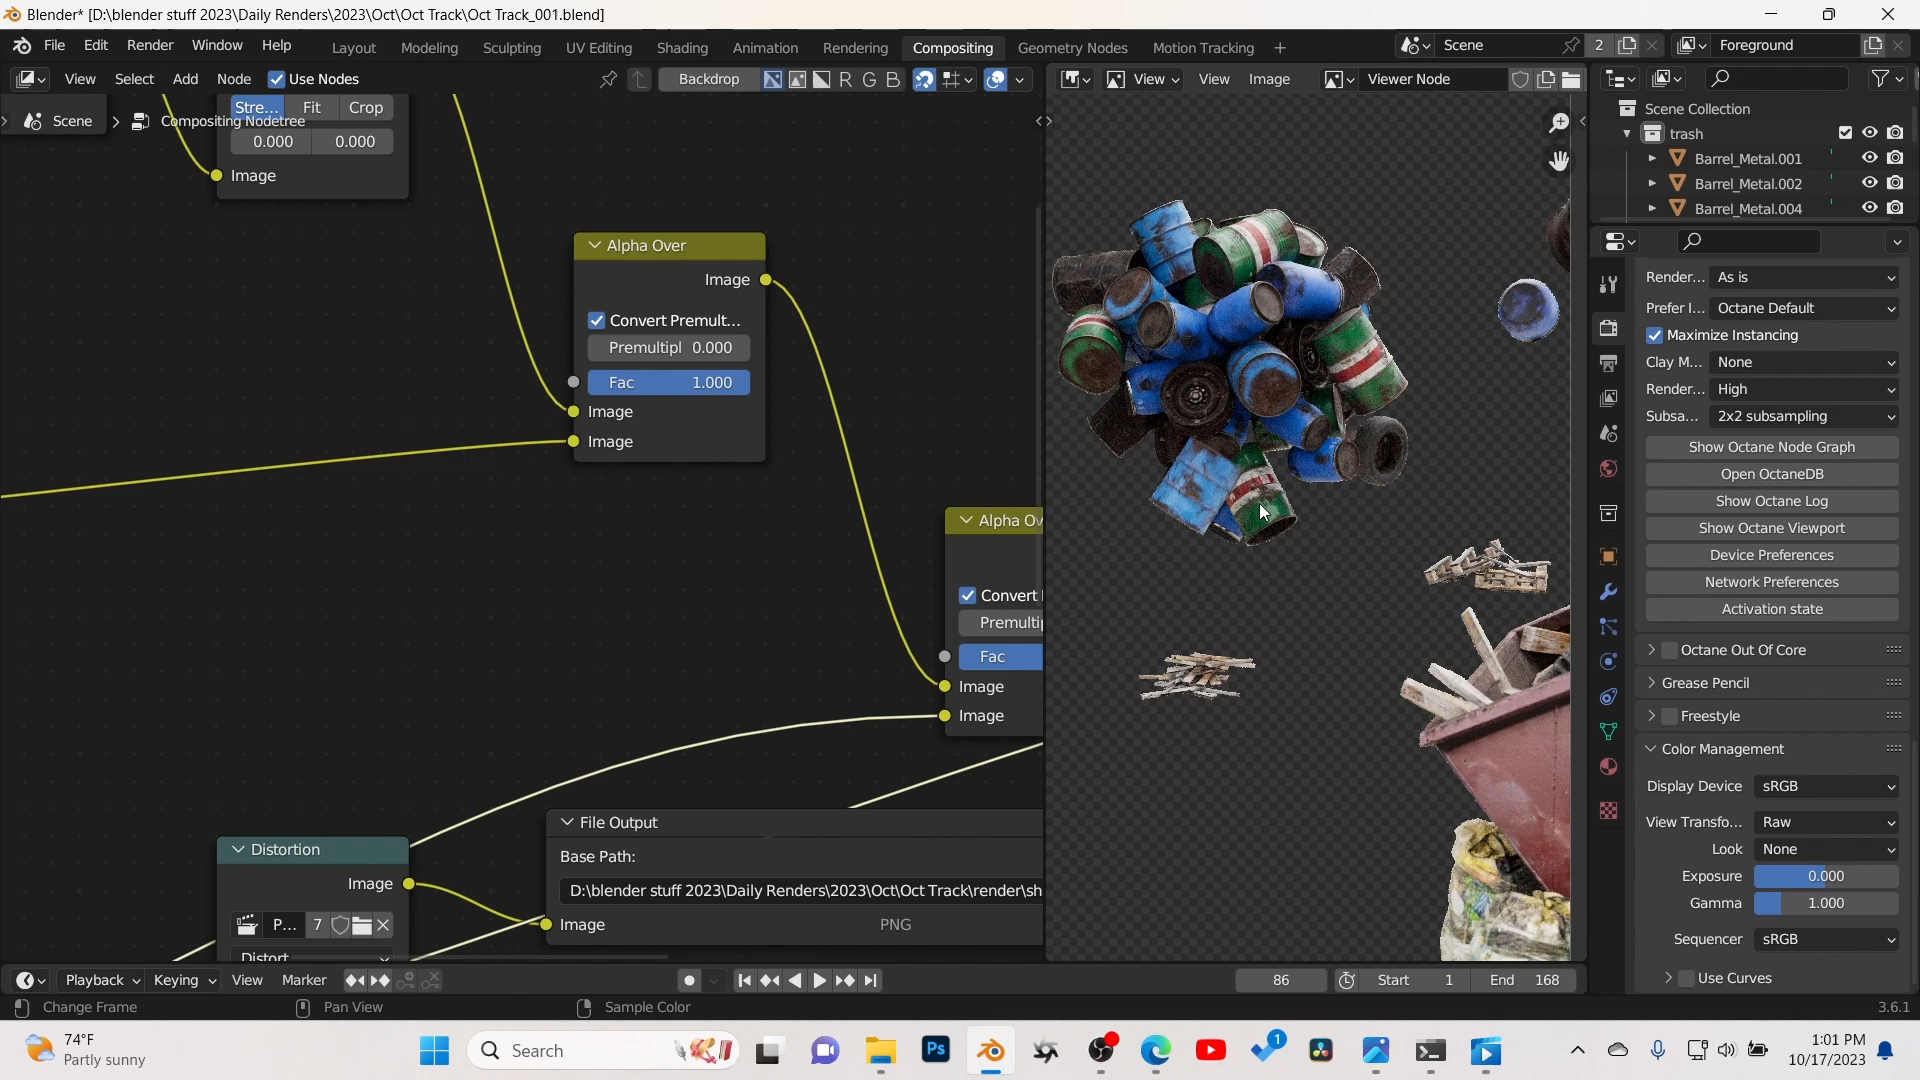 Blender* [D:\blender stuff 2023\Daily Renders\2023\Oct\Oct Track\Oct Track_001.blend]
File Edit Render Window Help
Layout Modeling Sculpting UV Editing Shading Animation Rendering Compositing Geometry Nodes Motion Tracking
Scene 2 Foreground
View Select Add Node Use Nodes Backdrop R G B
View View Image Viewer Node
Stre... Fit Crop
Scene > Compositing Nodetree
0.000 0.000
Image
Alpha Over
Image
Convert Premult...
Premultipl 0.000
Fac 1.000
Image
Image
Alpha Ov
Convert
Premultip
Fac
Image
Image
Distortion
Image
P... 7
Distort
File Output
Base Path:
D:\blender stuff 2023\Daily Renders\2023\Oct\Oct Track\render\sh
Image PNG
Scene Collection
trash
Barrel_Metal.001
Barrel_Metal.002
Barrel_Metal.004
Render... As is
Prefer I... Octane Default
Maximize Instancing
Clay M... None
Render... High
Subsa... 2x2 subsampling
Show Octane Node Graph
Open OctaneDB
Show Octane Log
Show Octane Viewport
Device Preferences
Network Preferences
Activation state
Octane Out Of Core
Grease Pencil
Freestyle
Color Management
Display Device sRGB
View Transfo... Raw
Look None
Exposure 0.000
Gamma 1.000
Sequencer sRGB
Use Curves
Playback Keying View Marker 86 Start 1 End 168
Change Frame Pan View Sample Color 3.6.1
74°F
Partly sunny
Search
Ps
1
1:01 PM
10/17/2023